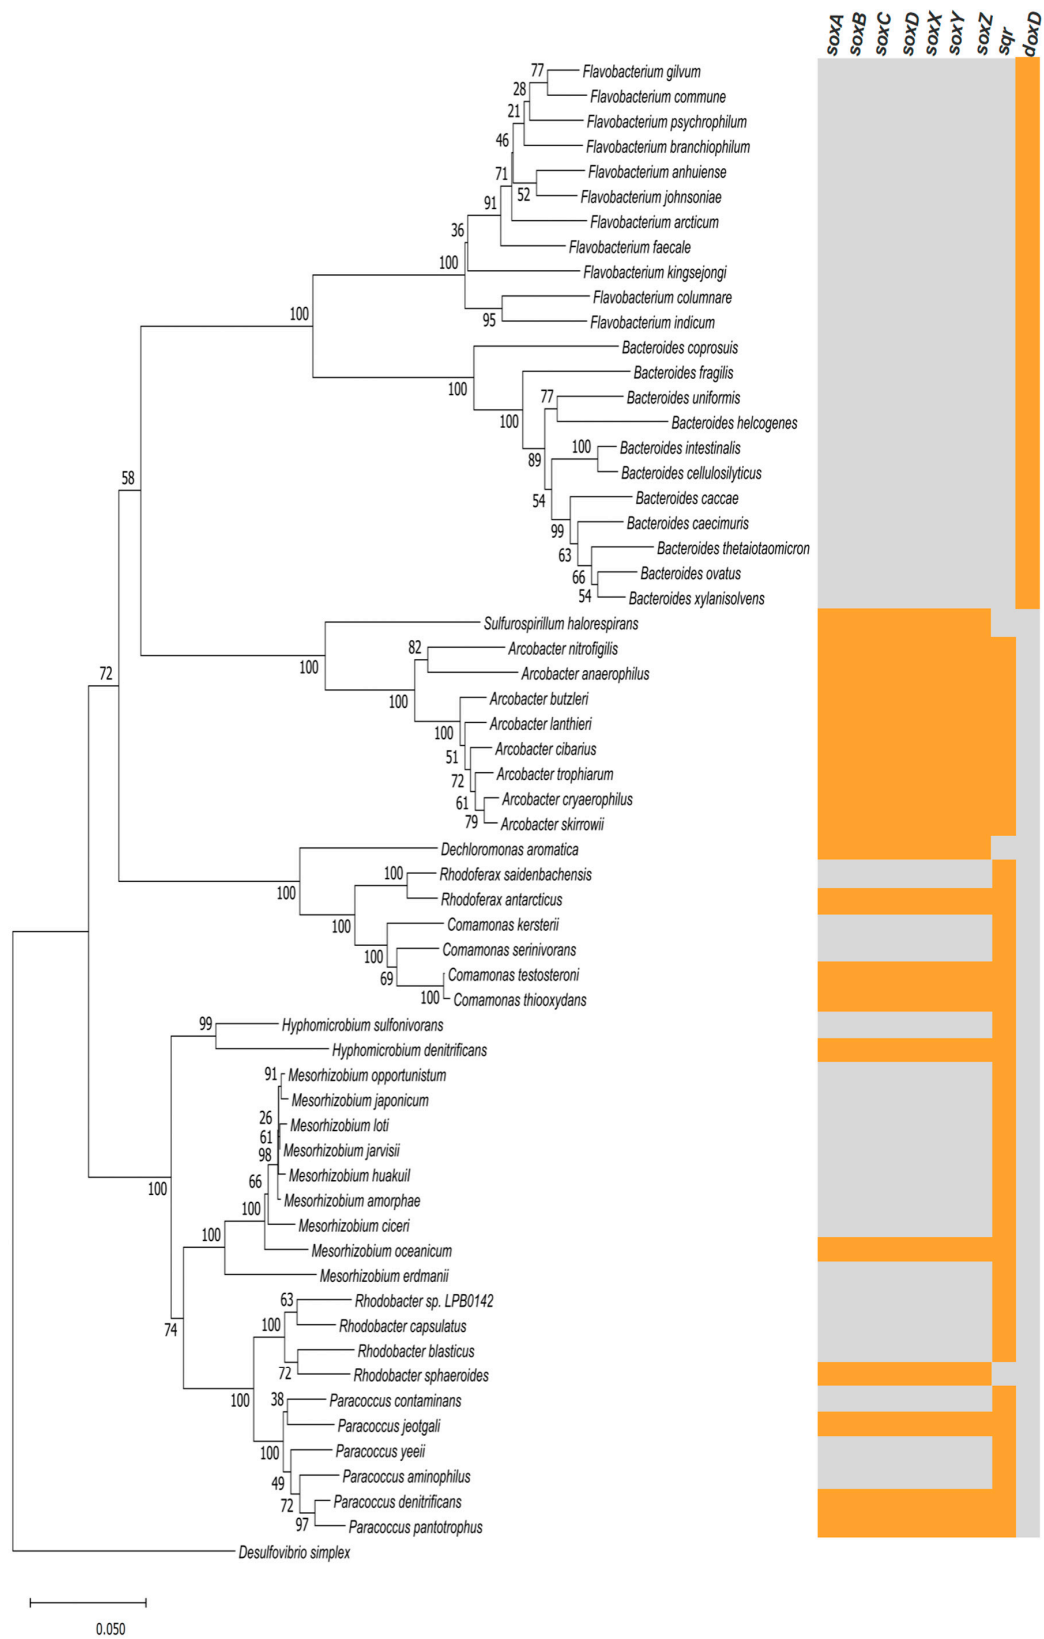 soxA soxB soxC soxD soxX soxY soxZ sqr doxD
77 Flavobacterium gilvum
28 Flavobacterium commune
21 Flavobacterium psychrophilum
46 Flavobacterium branchiophilum
71 Flavobacterium anhuiense
52 Flavobacterium johnsoniae
91 Flavobacterium arcticum
36 Flavobacterium faecale
100 Flavobacterium kingsejongi
Flavobacterium columnare
100 95 Flavobacterium indicum
Bacteroides coprosuis
100 Bacteroides fragilis
77 Bacteroides uniformis
100 Bacteroides helcogenes
100 Bacteroides intestinalis
89 Bacteroides cellulosilyticus
58 54 Bacteroides caccae
99 Bacteroides caecimuris
63 Bacteroides thetaiotaomicron
66 Bacteroides ovatus
54 Bacteroides xylanisolvens
Sulfurospirillum halorespirans
82 Arcobacter nitrofigilis
72 100 Arcobacter anaerophilus
100 Arcobacter butzleri
100 Arcobacter lanthieri
51 Arcobacter cibarius
72 Arcobacter trophiarum
61 Arcobacter cryaerophilus
79 Arcobacter skirrowii
Dechloromonas aromatica
100 Rhodoferax saidenbachensis
100 Rhodoferax antarcticus
100 Comamonas kersterii
100 Comamonas serinivorans
69 Comamonas testosteroni
100 Comamonas thiooxydans
99 Hyphomicrobium sulfonivorans
Hyphomicrobium denitrificans
91 Mesorhizobium opportunistum
Mesorhizobium japonicum
26 Mesorhizobium loti
61 Mesorhizobium jarvisii
98 Mesorhizobium huakuil
100 66 Mesorhizobium amorphae
100 Mesorhizobium ciceri
100 Mesorhizobium oceanicum
Mesorhizobium erdmanii
63 Rhodobacter sp. LPB0142
74 100 Rhodobacter capsulatus
Rhodobacter blasticus
72 Rhodobacter sphaeroides
100 38 Paracoccus contaminans
Paracoccus jeotgali
100 Paracoccus yeeii
49 Paracoccus aminophilus
72 Paracoccus denitrificans
97 Paracoccus pantotrophus
Desulfovibrio simplex
0.050